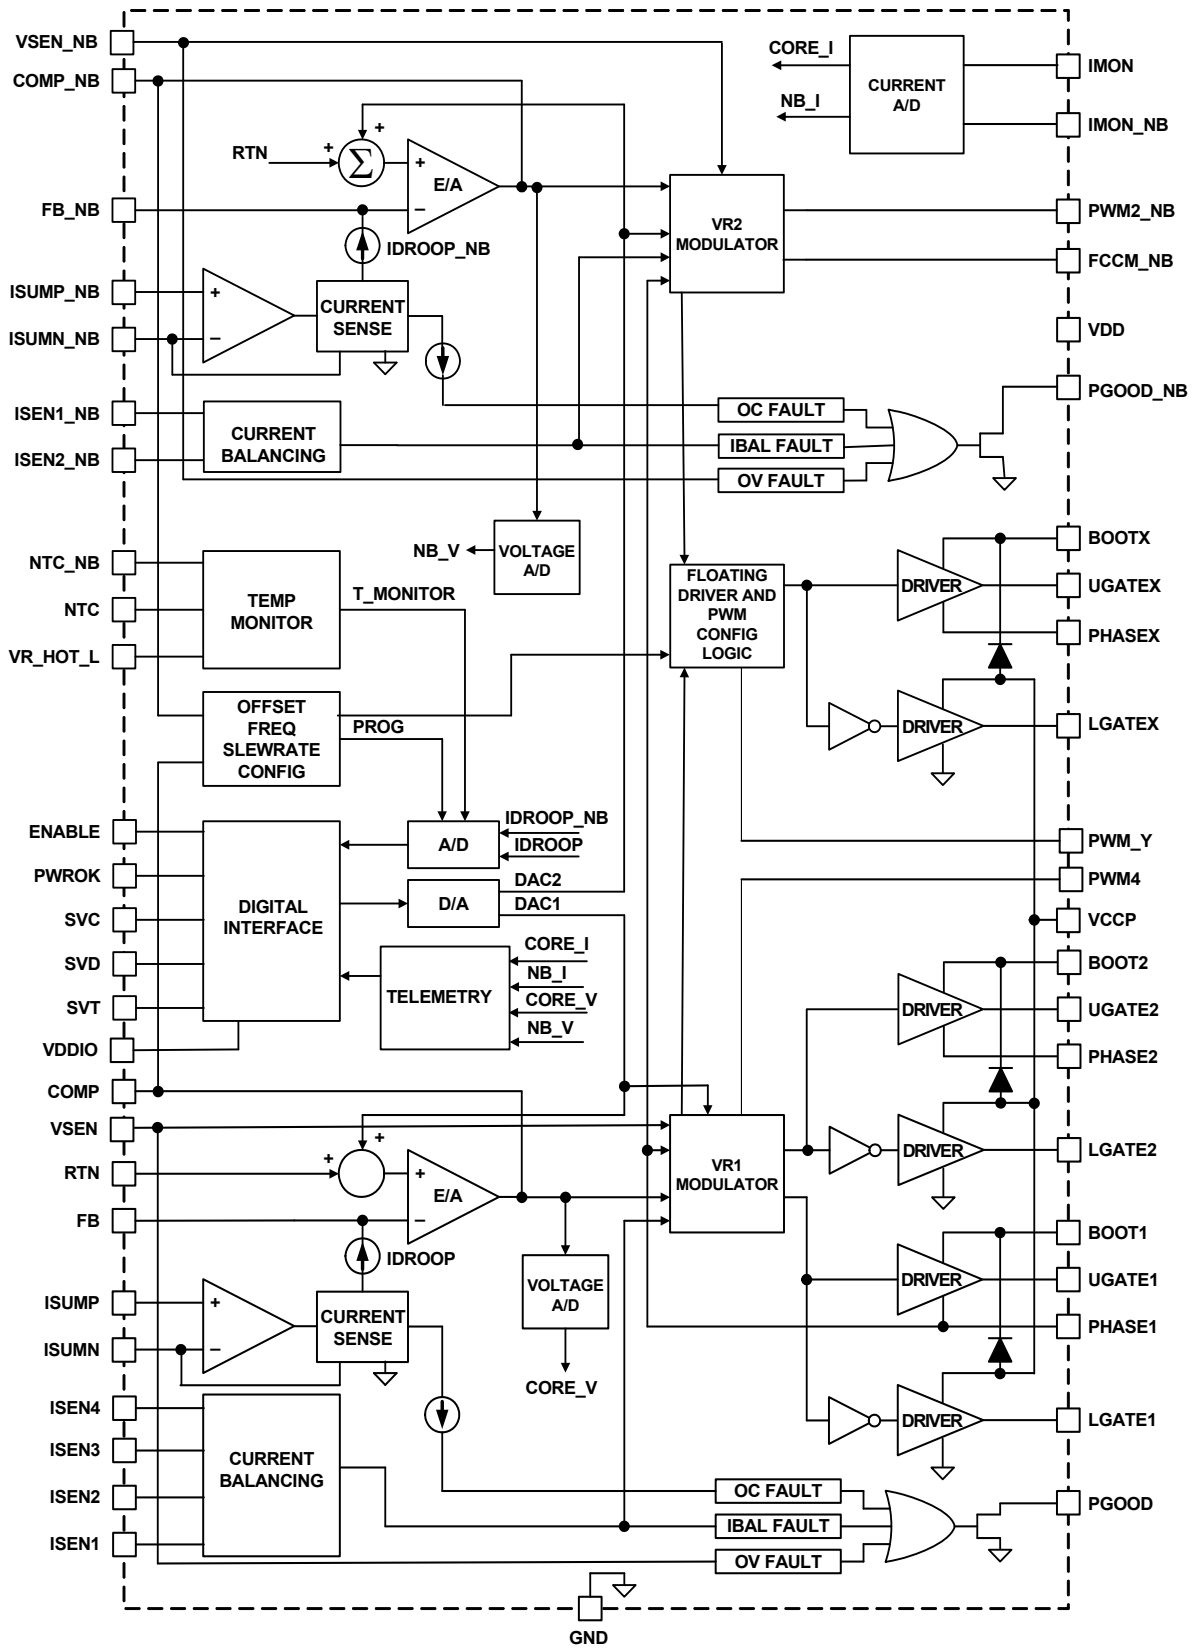 VSEN_NB
COMP_NB
CORE_I
NB_I
CURRENT
A/D
IMON
IMON_NB
RTN
+
+
Σ
+
−
E/A
FB_NB
IDROOP_NB
VR2
MODULATOR
PWM2_NB
FCCM_NB
ISUMP_NB
ISUMN_NB
+
−
CURRENT
SENSE
VDD
PGOOD_NB
ISEN1_NB
ISEN2_NB
CURRENT
BALANCING
OC FAULT
IBAL FAULT
OV FAULT
NB_V
VOLTAGE
A/D
NTC_NB
NTC
VR_HOT_L
TEMP
MONITOR
T_MONITOR
FLOATING
DRIVER AND
PWM
CONFIG
LOGIC
DRIVER
BOOTX
UGATEX
PHASEX
OFFSET
FREQ
SLEWRATE
CONFIG
PROG
DRIVER
LGATEX
ENABLE
PWROK
SVC
SVD
SVT
VDDIO
DIGITAL
INTERFACE
A/D
IDROOP_NB
IDROOP
D/A
DAC2
DAC1
TELEMETRY
CORE_I
NB_I
CORE_V
NB_V
PWM_Y
PWM4
VCCP
BOOT2
UGATE2
PHASE2
DRIVER
COMP
VSEN
RTN
FB
+
+
+
−
E/A
IDROOP
VR1
MODULATOR
DRIVER
LGATE2
VOLTAGE
A/D
CORE_V
DRIVER
BOOT1
UGATE1
PHASE1
ISUMP
ISUMN
+
−
CURRENT
SENSE
ISEN4
ISEN3
ISEN2
ISEN1
CURRENT
BALANCING
DRIVER
LGATE1
OC FAULT
IBAL FAULT
OV FAULT
PGOOD
GND